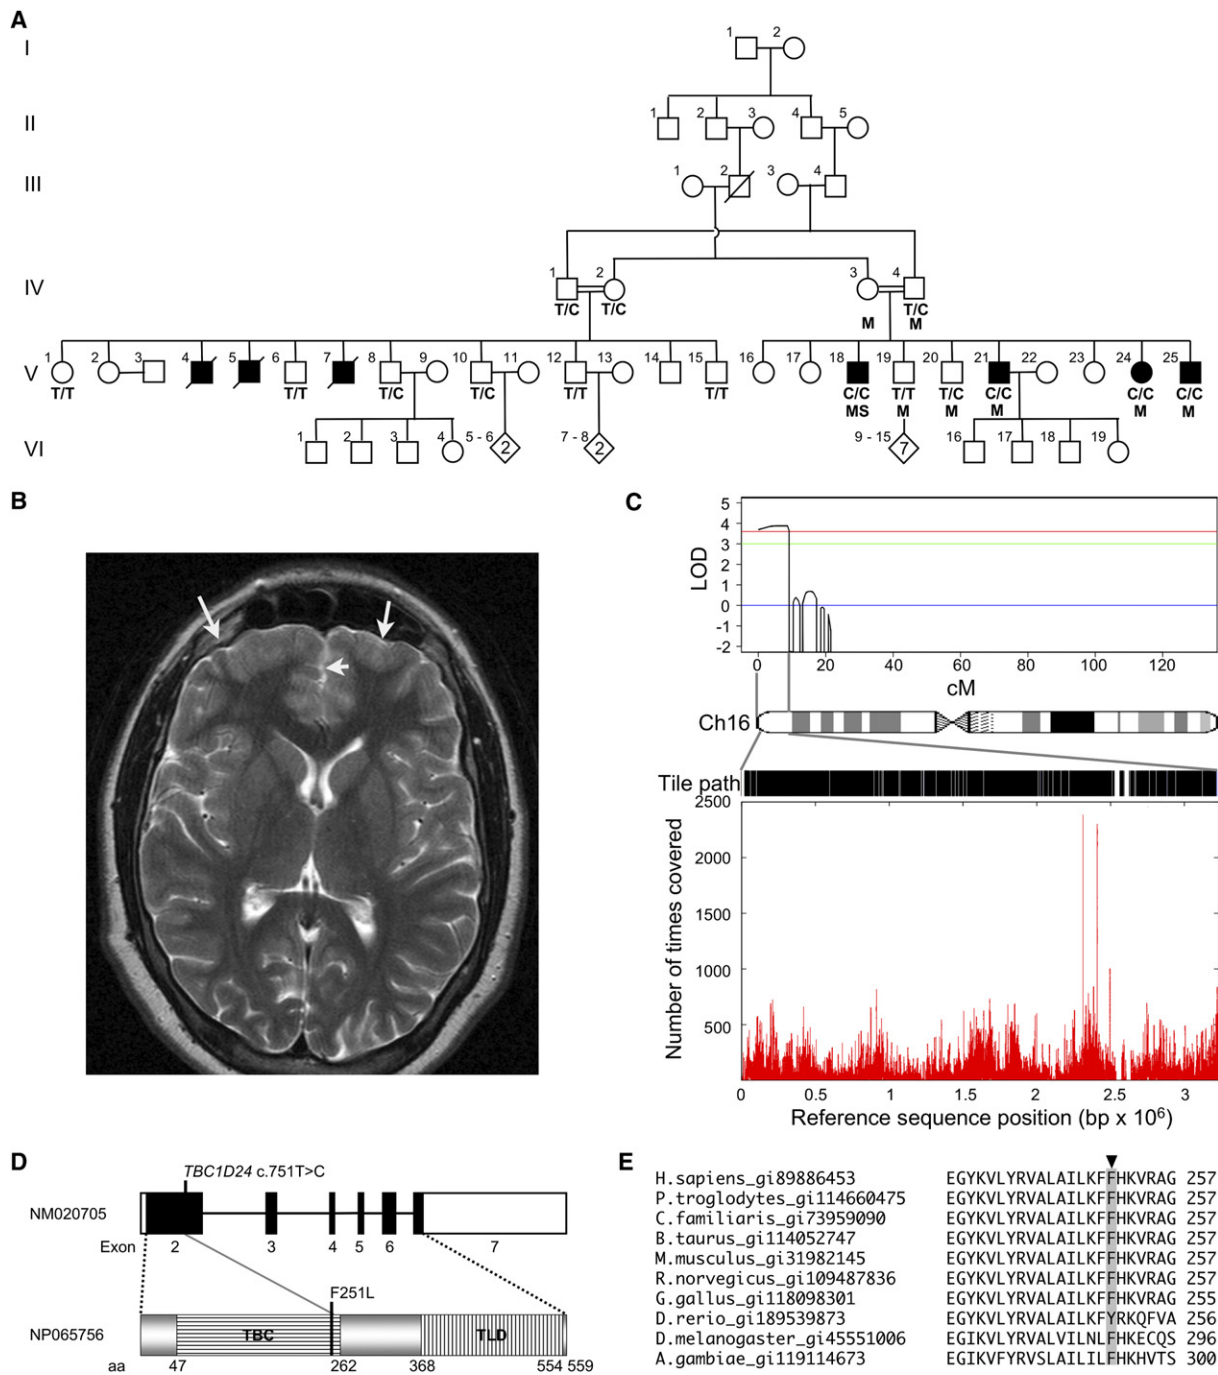 A
I
1 2
II
1 2 3 4 5
III
1 2 3 4
IV
1 2 3 4
T/C T/C T/C
M M
V
1 2 3 4 5 6 7 8 9 10 11 12 13 14 15 16 17 18 19 20 21 22 23 24 25
T/T T/T T/C T/C T/T T/T C/C T/T T/C C/C C/C C/C
MS M M M M M
VI
1 2 3 4 5 - 6 7 - 8 9 - 15 16 17 18 19
2 2 7
B
C
5
4
3
2
1
0
-1
-2
LOD
0 20 40 60 80 100 120
cM
Ch16
Tile path
2500
2000
1500
1000
500
Number of times covered
0 0.5 1 1.5 2 2.5 3
Reference sequence position (bp x 10⁶)
D
TBC1D24 c.751T>C
NM020705
Exon 2 3 4 5 6 7
F251L
NP065756 TBC TLD
aa 47 262 368 554 559
E
H.sapiens_gi89886453 EGYKVLYRVALAILKFFHKVRAG 257
P.troglodytes_gi114660475 EGYKVLYRVALAILKFFHKVRAG 257
C.familiaris_gi73959090 EGYKVLYRVALAILKFFHKVRAG 257
B.taurus_gi114052747 EGYKVLYRVALAILKFFHKVRAG 257
M.musculus_gi31982145 EGYKVLYRVALAILKFFHKVRAG 257
R.norvegicus_gi109487836 EGYKVLYRVALAILKFFHKVRAG 257
G.gallus_gi118098301 EGYKVLYRVALAILKFFHKVRAG 255
D.rerio_gi189539873 EGYKVLYRVALAILKFYRKQFVA 256
D.melanogaster_gi45551006 EGIKVLYRVALVILNLFHKECQS 296
A.gambiae_gi119114673 EGIKVFYRVSLAILILFHKHVTS 300